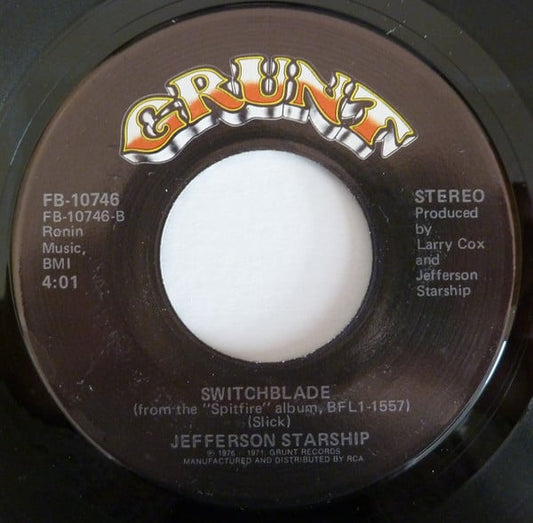 GRUNT
FB-10746
FB-10746-B
Ronin
Music,
BMI
4:01
STEREO
Produced
by
Larry Cox
and
Jefferson
Starship
SWITCHBLADE
(from the "Spitfire" album, BFL1-1557)
(Slick)
JEFFERSON STARSHIP
℗ 1976 · 1971, GRUNT RECORDS
MANUFACTURED AND DISTRIBUTED BY RCA